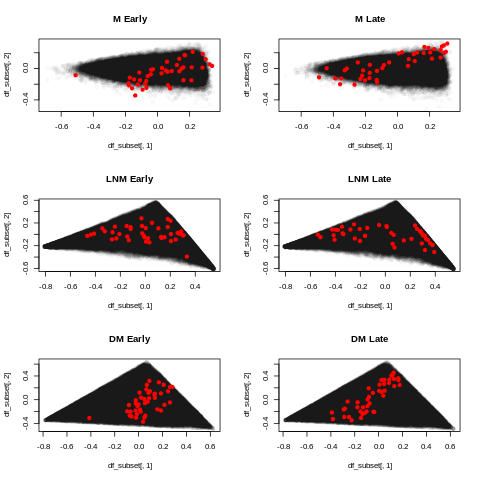 M Early
M Late
df_subset[, 2]
-0.4 0.0
-0.6 -0.4 -0.2 0.0 0.2
df_subset[, 1]
df_subset[, 2]
-0.4 0.0
-0.6 -0.4 -0.2 0.0 0.2
df_subset[, 1]
LNM Early
LNM Late
df_subset[, 2]
-0.6 -0.2 0.2 0.6
-0.8 -0.6 -0.4 -0.2 0.0 0.2 0.4
df_subset[, 1]
df_subset[, 2]
-0.6 -0.2 0.2 0.6
-0.8 -0.6 -0.4 -0.2 0.0 0.2 0.4
df_subset[, 1]
DM Early
DM Late
df_subset[, 2]
-0.4 0.0 0.4
-0.8 -0.6 -0.4 -0.2 0.0 0.2 0.4 0.6
df_subset[, 1]
df_subset[, 2]
-0.4 0.0 0.4
-0.8 -0.6 -0.4 -0.2 0.0 0.2 0.4 0.6
df_subset[, 1]